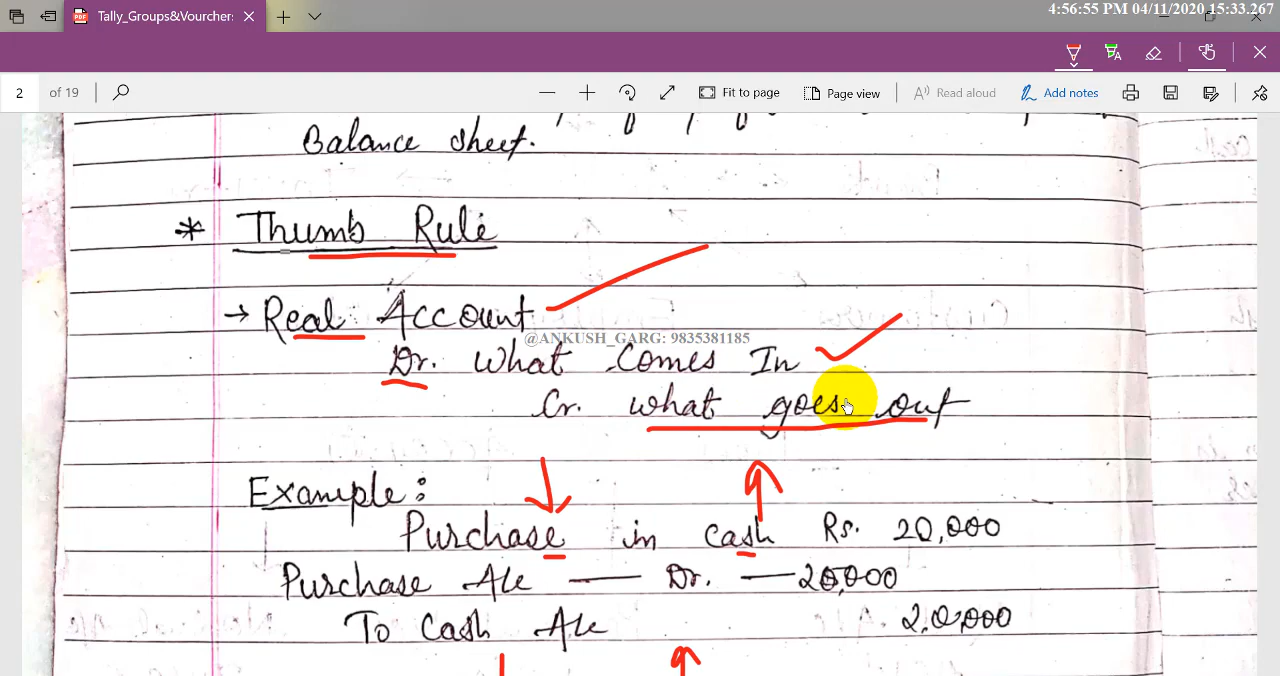 Tally_Groups&Vourchers
4:56:55 PM 04/11/2020 15:33.267
2 of 19
Fit to page
Page view
Read aloud
Add notes
Balance sheet.
* Thumb Rule
→ Real Account
@ANKUSH_GARG: 9835381185
Dr. What Comes In
Cr. what goes out
Example:
Purchase in cash Rs. 20,000
Purchase A/c — Dr. — 20,000
To Cash A/c 20,000